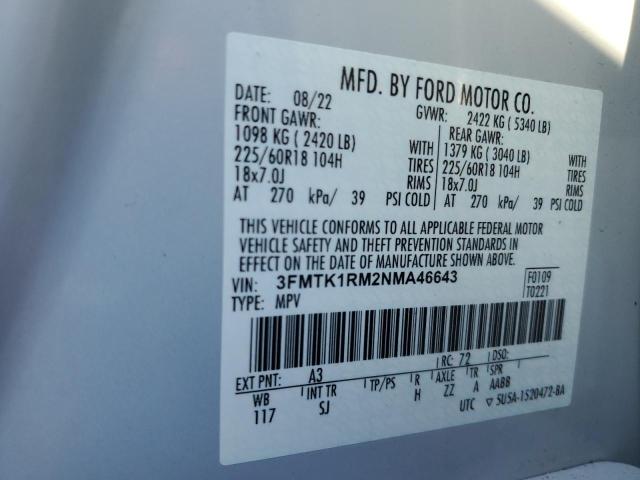 MFD. BY FORD MOTOR CO.
DATE: 08/22 GVWR: 2422 KG ( 5340 LB)
FRONT GAWR: REAR GAWR:
1098 KG ( 2420 LB) WITH 1379 KG ( 3040 LB) WITH
225/60R18 104H TIRES 225/60R18 104H TIRES
18x7.0J RIMS 18x7.0J RIMS
AT 270 kPa/ 39 PSI COLD AT 270 kPa/ 39 PSI COLD
THIS VEHICLE CONFORMS TO ALL APPLICABLE FEDERAL MOTOR
VEHICLE SAFETY AND THEFT PREVENTION STANDARDS IN
EFFECT ON THE DATE OF MANUFACTURE SHOWN ABOVE.
VIN: 3FMTK1RM2NMA46643 F0109
TYPE: MPV T0221
EXT PNT: A3 RC: 72 DSO:
WB INT TR TP/PS R AXLE TR SPR
117 SJ H ZZ A AABB
UTC ▽ 5U5A-1520472-BA